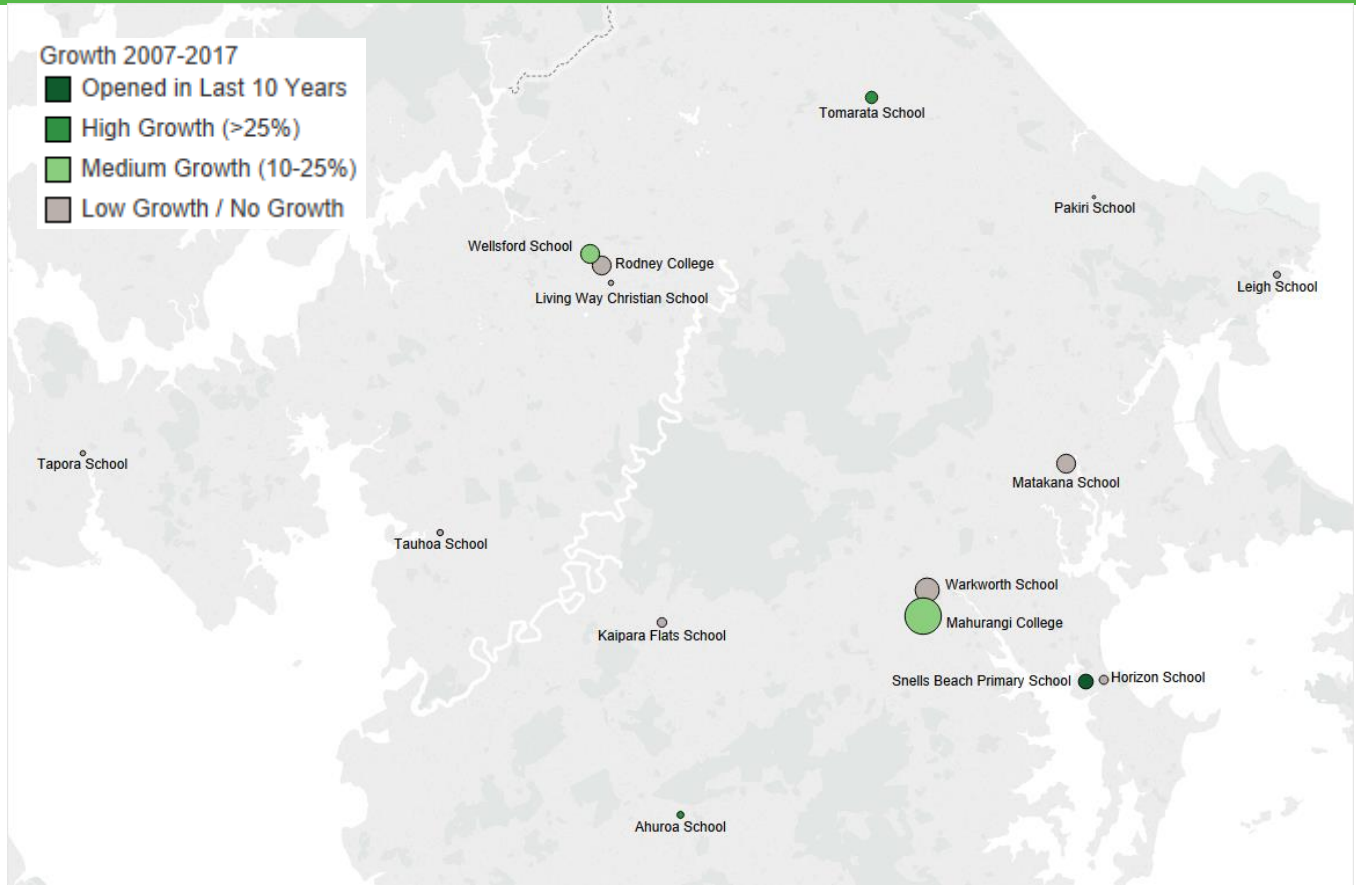 Growth 2007-2017
Opened in Last 10 Years
High Growth (>25%)
Medium Growth (10-25%)
Low Growth / No Growth
Tomarata School
Pakiri School
Wellsford School
Rodney College
Leigh School
Living Way Christian School
Tapora School
Matakana School
Tauhoa School
Warkworth School
Kaipara Flats School
Mahurangi College
Snells Beach Primary School
Horizon School
Ahuroa School